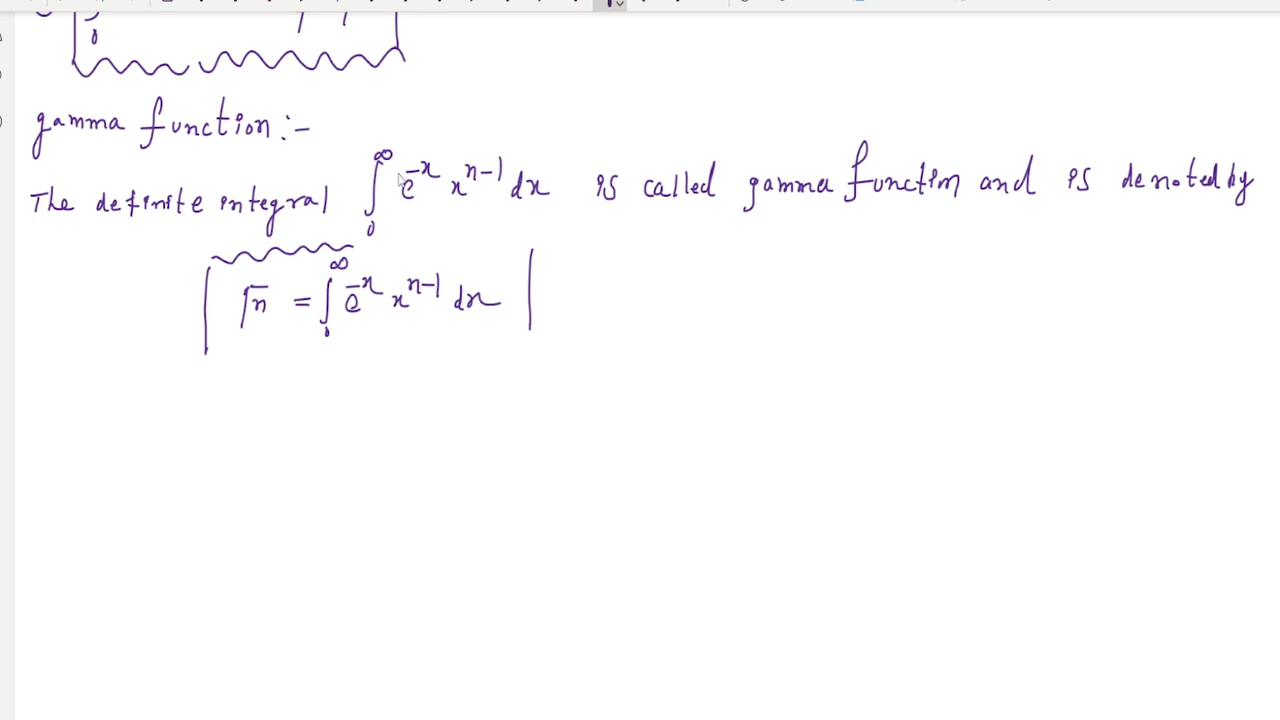 0
gamma function :-
The definite integral ∫₀^∞ e^-x x^n-1 dx is called gamma function and is denoted by
Γn = ∫₀^∞ e^-x x^n-1 dx